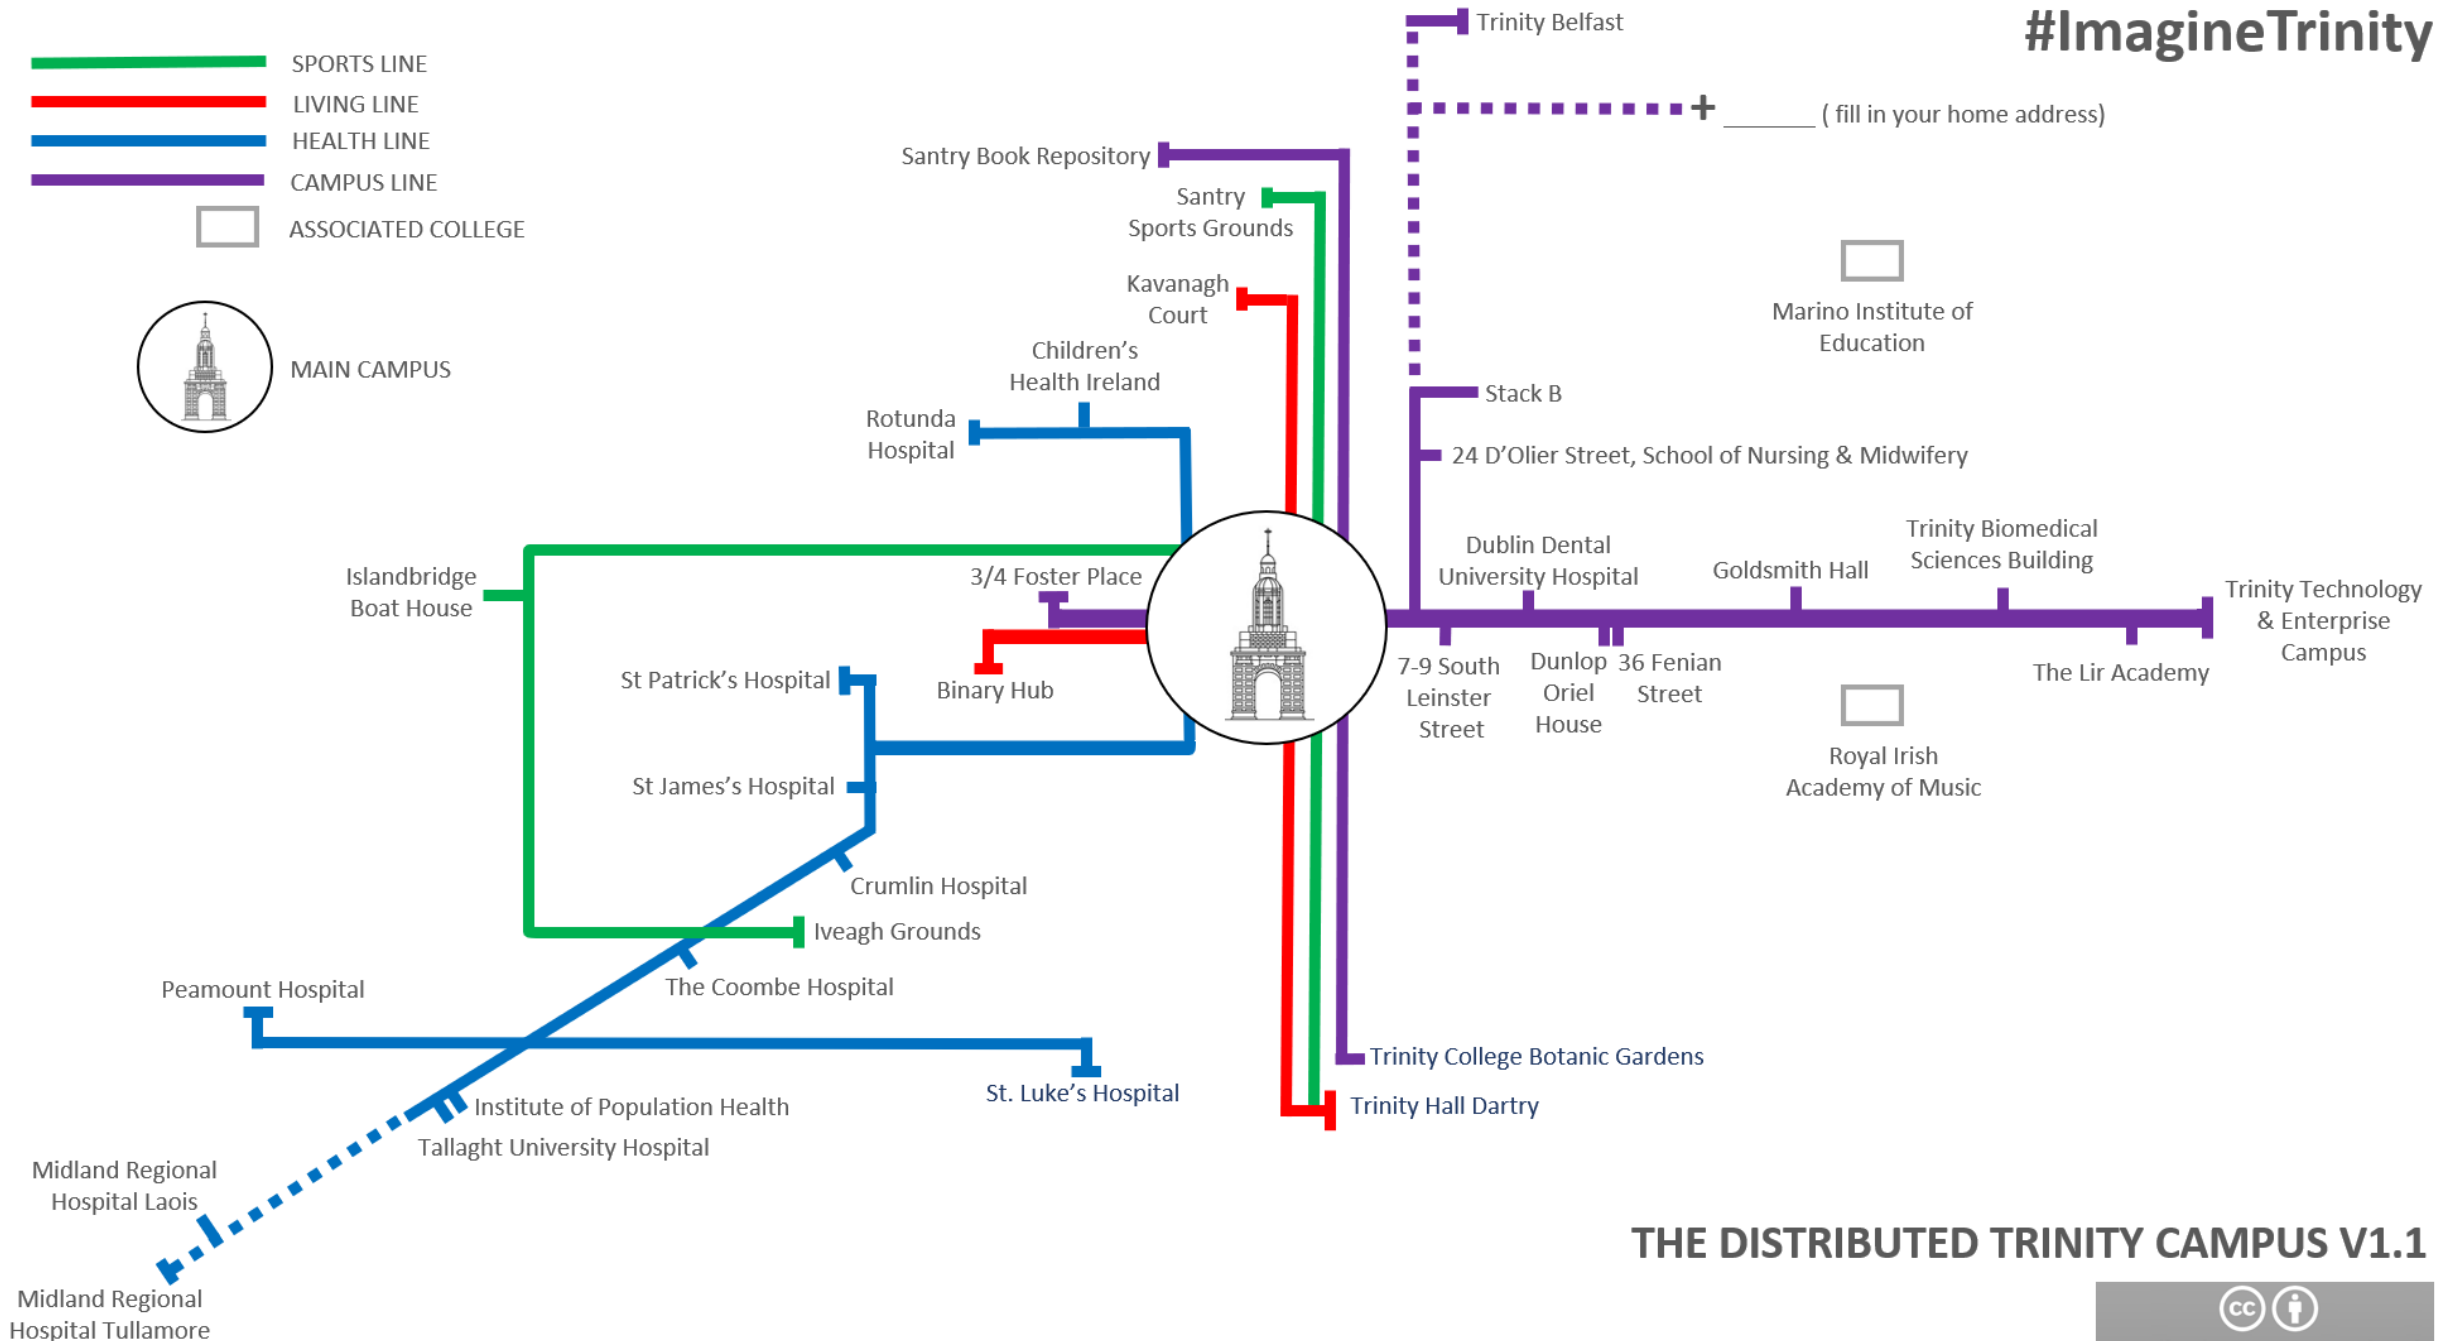 #ImagineTrinity
SPORTS LINE
LIVING LINE
HEALTH LINE
CAMPUS LINE
ASSOCIATED COLLEGE
MAIN CAMPUS
Trinity Belfast
+ _______ ( fill in your home address)
Santry Book Repository
Santry
Sports Grounds
Kavanagh
Court
Children’s
Health Ireland
Rotunda
Hospital
Marino Institute of
Education
Stack B
24 D’Olier Street, School of Nursing & Midwifery
Islandbridge
Boat House
3/4 Foster Place
Binary Hub
Dublin Dental
University Hospital
Goldsmith Hall
Trinity Biomedical
Sciences Building
Trinity Technology
& Enterprise
Campus
7-9 South
Leinster
Street
Dunlop
Oriel
House
36 Fenian
Street
The Lir Academy
Royal Irish
Academy of Music
St Patrick’s Hospital
St James’s Hospital
Crumlin Hospital
Iveagh Grounds
The Coombe Hospital
Peamount Hospital
St. Luke’s Hospital
Trinity College Botanic Gardens
Trinity Hall Dartry
Institute of Population Health
Tallaght University Hospital
Midland Regional
Hospital Laois
Midland Regional
Hospital Tullamore
THE DISTRIBUTED TRINITY CAMPUS V1.1
cc